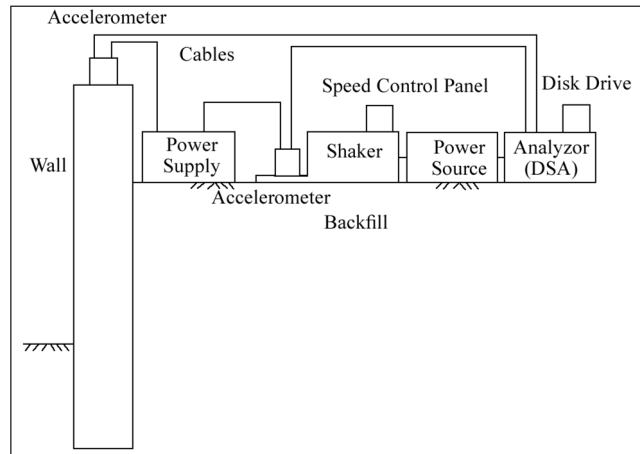 Accelerometer
Cables
Speed Control Panel
Disk Drive
Wall
Power
Supply
Shaker
Power
Source
Analyzor
(DSA)
Accelerometer
Backfill